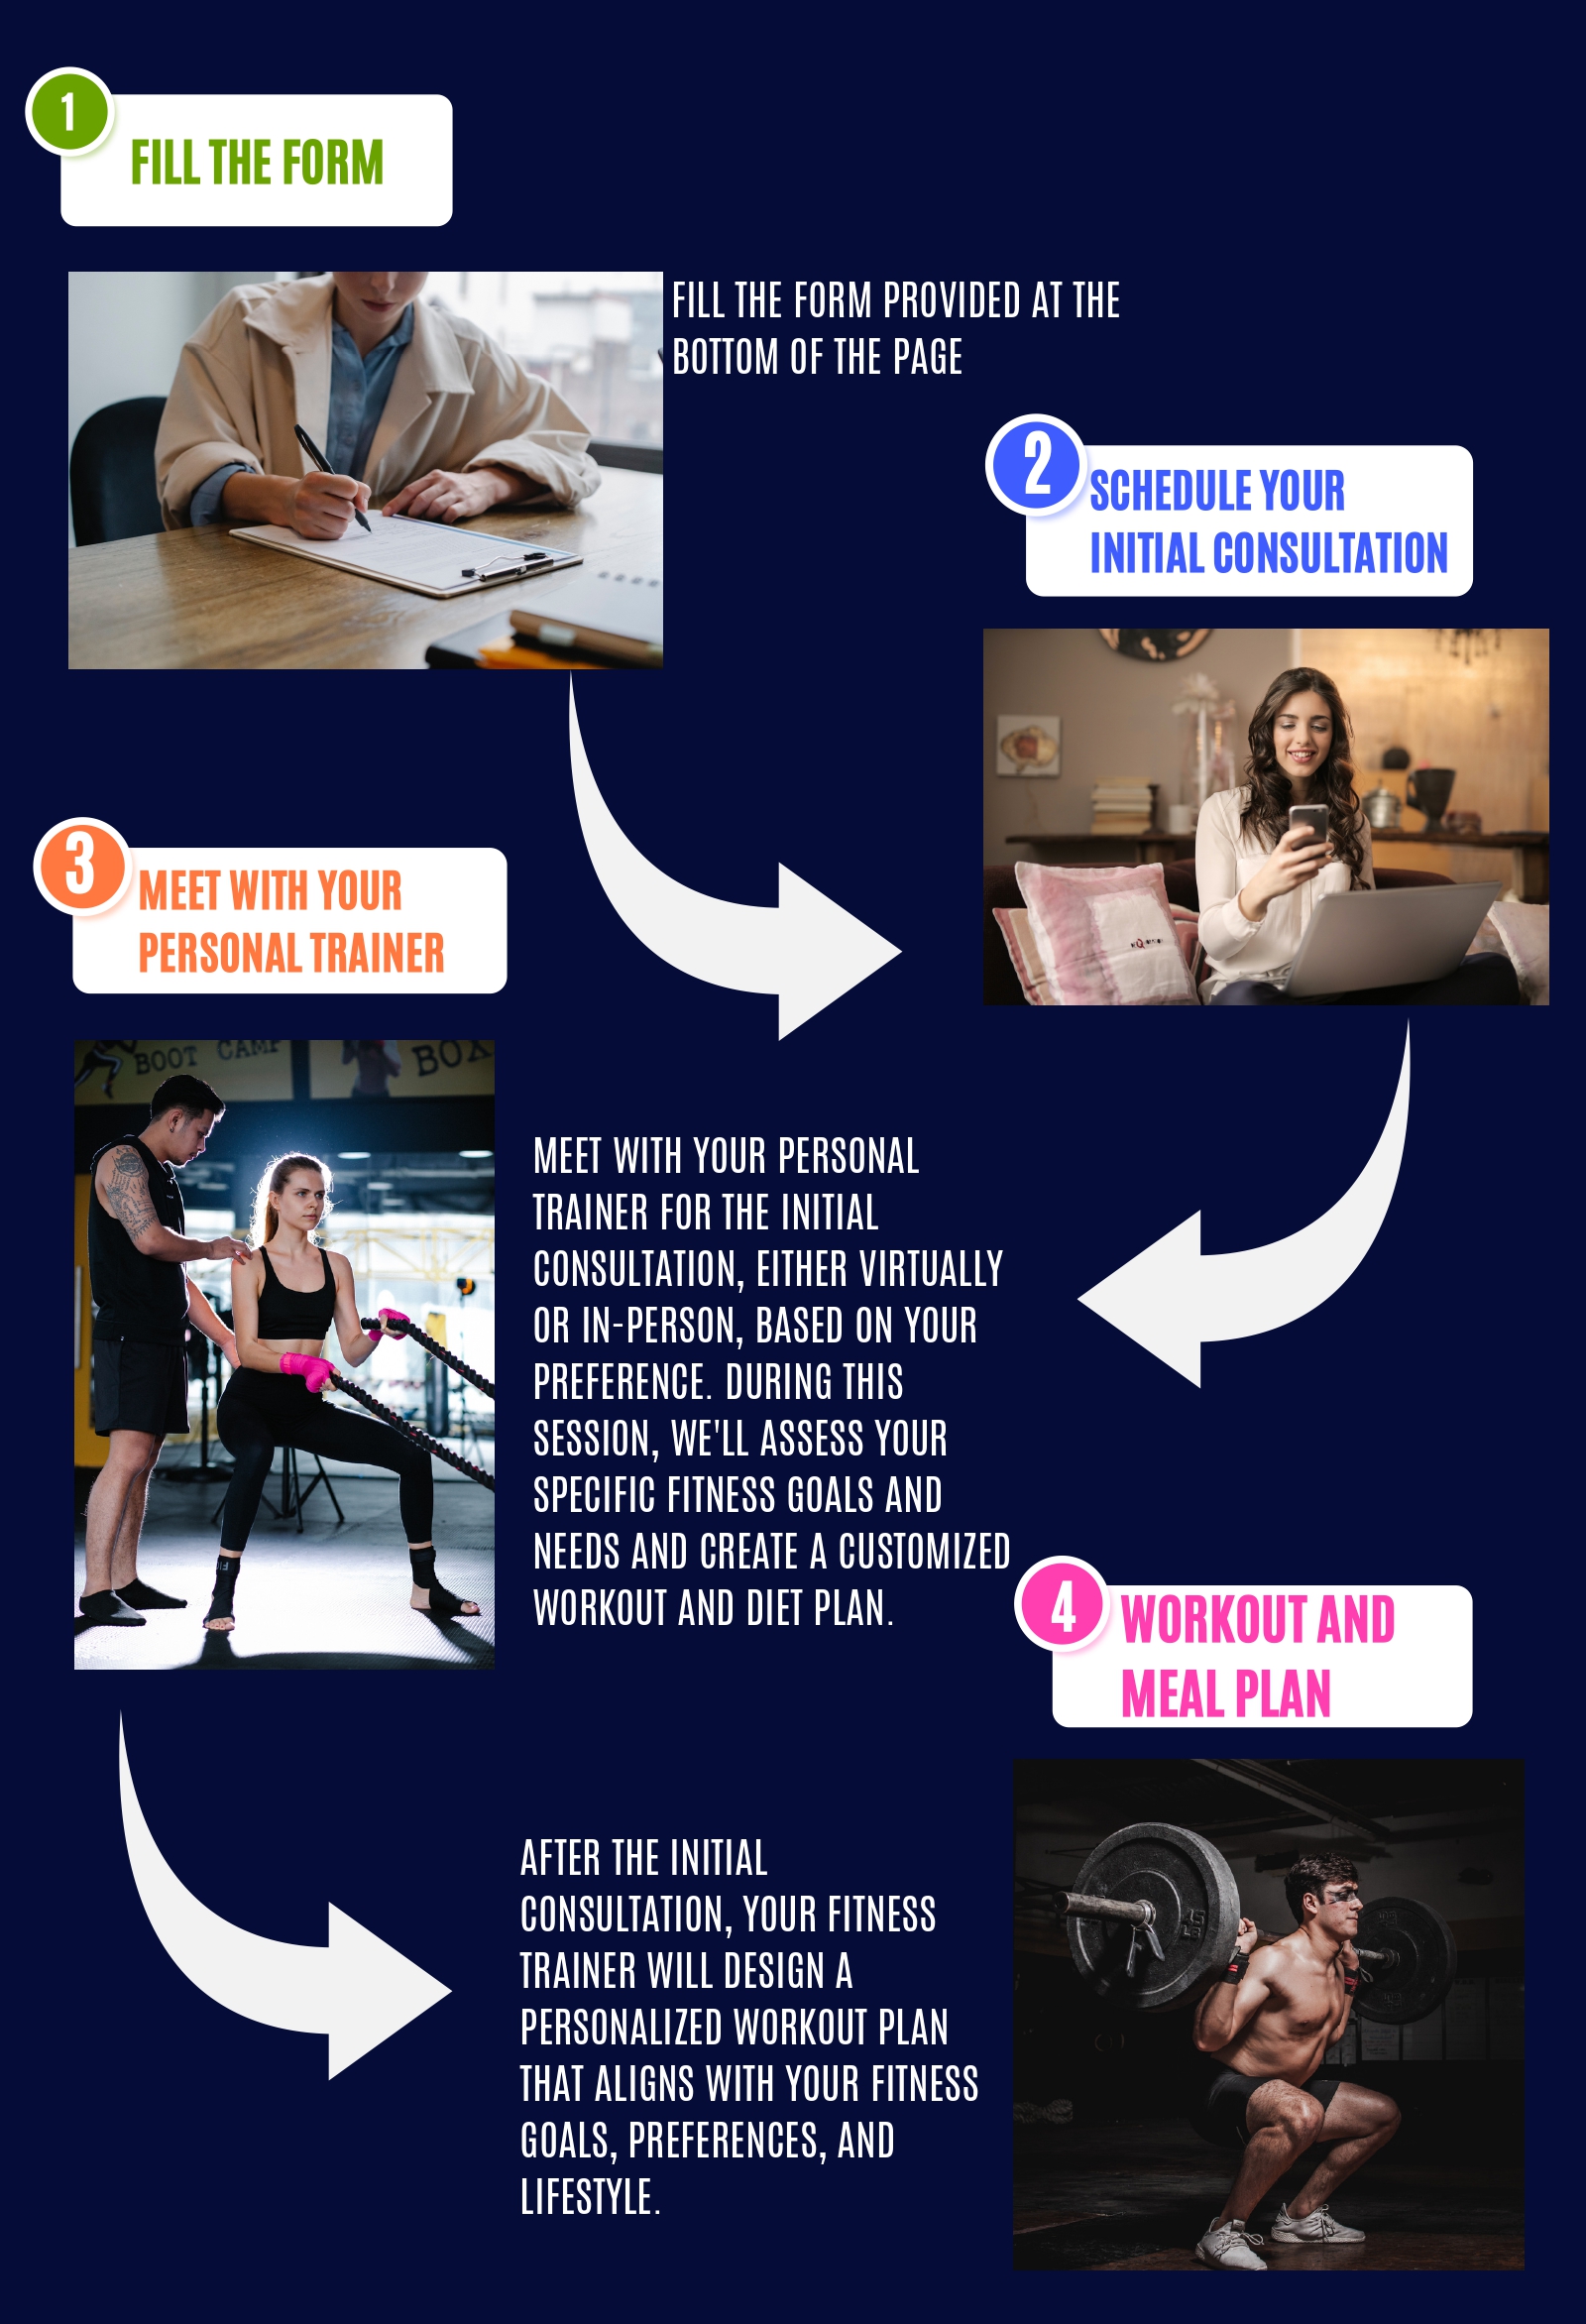 1
FILL THE FORM
FILL THE FORM PROVIDED AT THE
BOTTOM OF THE PAGE
2
SCHEDULE YOUR
INITIAL CONSULTATION
3
MEET WITH YOUR
PERSONAL TRAINER
BOOT CAMP
BOX
MEET WITH YOUR PERSONAL
TRAINER FOR THE INITIAL
CONSULTATION, EITHER VIRTUALLY
OR IN-PERSON, BASED ON YOUR
PREFERENCE. DURING THIS
SESSION, WE'LL ASSESS YOUR
SPECIFIC FITNESS GOALS AND
NEEDS AND CREATE A CUSTOMIZED
WORKOUT AND DIET PLAN.
4
WORKOUT AND
MEAL PLAN
AFTER THE INITIAL
CONSULTATION, YOUR FITNESS
TRAINER WILL DESIGN A
PERSONALIZED WORKOUT PLAN
THAT ALIGNS WITH YOUR FITNESS
GOALS, PREFERENCES, AND
LIFESTYLE.
45
LB